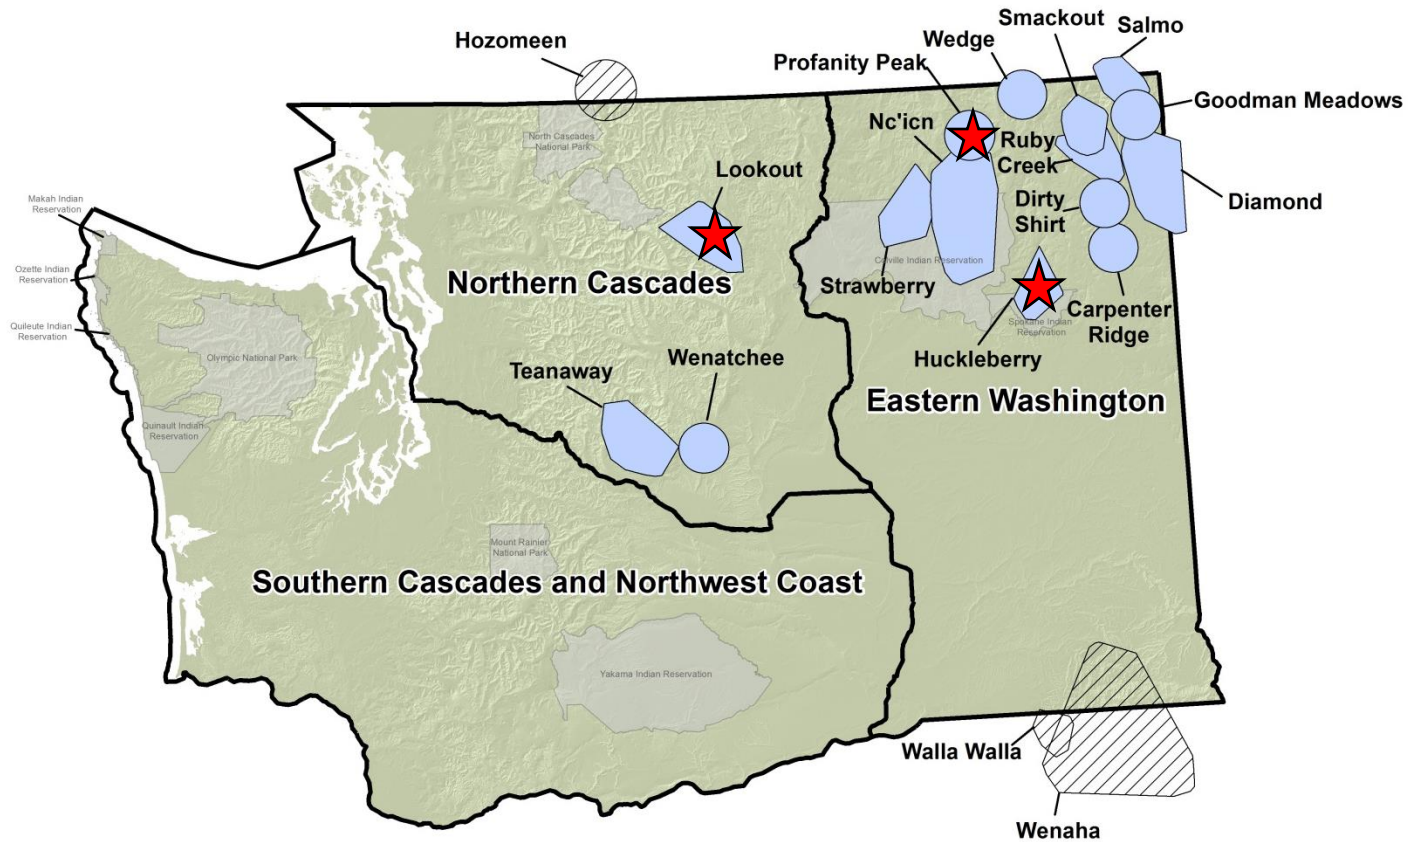 Smackout
Salmo
Hozomeen
Wedge
Profanity Peak
Goodman Meadows
Nc'icn
North Cascades
National Park
Ruby
Creek
Lookout
Makah Indian
Reservation
Dirty
Shirt
Diamond
Ozette Indian
Reservation
Colville Indian Reservation
Northern Cascades
Strawberry
Carpenter
Ridge
Quileute Indian
Reservation
Spokane Indian
Reservation
Olympic National Park
Wenatchee
Huckleberry
Teanaway
Eastern Washington
Quinault Indian
Reservation
Mount Rainier
National Park
Southern Cascades and Northwest Coast
Yakama Indian Reservation
Walla Walla
Wenaha